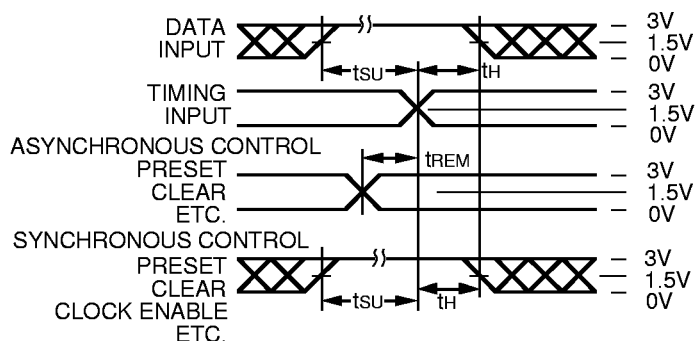 DATA INPUT
3V
1.5V
0V
tSU
tH
TIMING INPUT
3V
1.5V
0V
ASYNCHRONOUS CONTROL
tREM
PRESET
CLEAR
ETC.
3V
1.5V
0V
SYNCHRONOUS CONTROL
PRESET
CLEAR
CLOCK ENABLE
ETC.
3V
1.5V
0V
tSU
tH